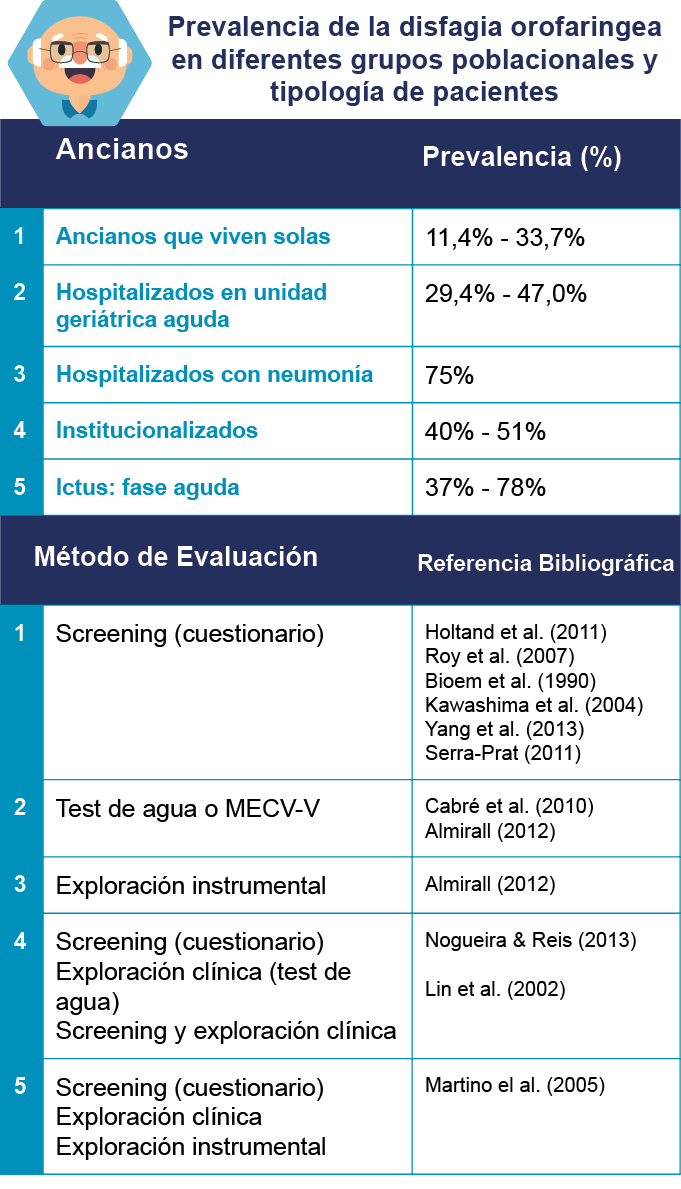 Prevalencia de la disfagia orofaringea
en diferentes grupos poblacionales y
tipología de pacientes
Ancianos
Prevalencia (%)
1
Ancianos que viven solas
11,4% - 33,7%
2
Hospitalizados en unidad
geriátrica aguda
29,4% - 47,0%
3
Hospitalizados con neumonía
75%
4
Institucionalizados
40% - 51%
5
Ictus: fase aguda
37% - 78%
Método de Evaluación
Referencia Bibliográfica
1
Screening (cuestionario)
Holtand et al. (2011)
Roy et al. (2007)
Bioem et al. (1990)
Kawashima et al. (2004)
Yang et al. (2013)
Serra-Prat (2011)
2
Test de agua o MECV-V
Cabré et al. (2010)
Almirall (2012)
3
Exploración instrumental
Almirall (2012)
4
Screening (cuestionario)
Exploración clínica (test de
agua)
Screening y exploración clínica
Nogueira & Reis (2013)
Lin et al. (2002)
5
Screening (cuestionario)
Exploración clínica
Exploración instrumental
Martino el al. (2005)